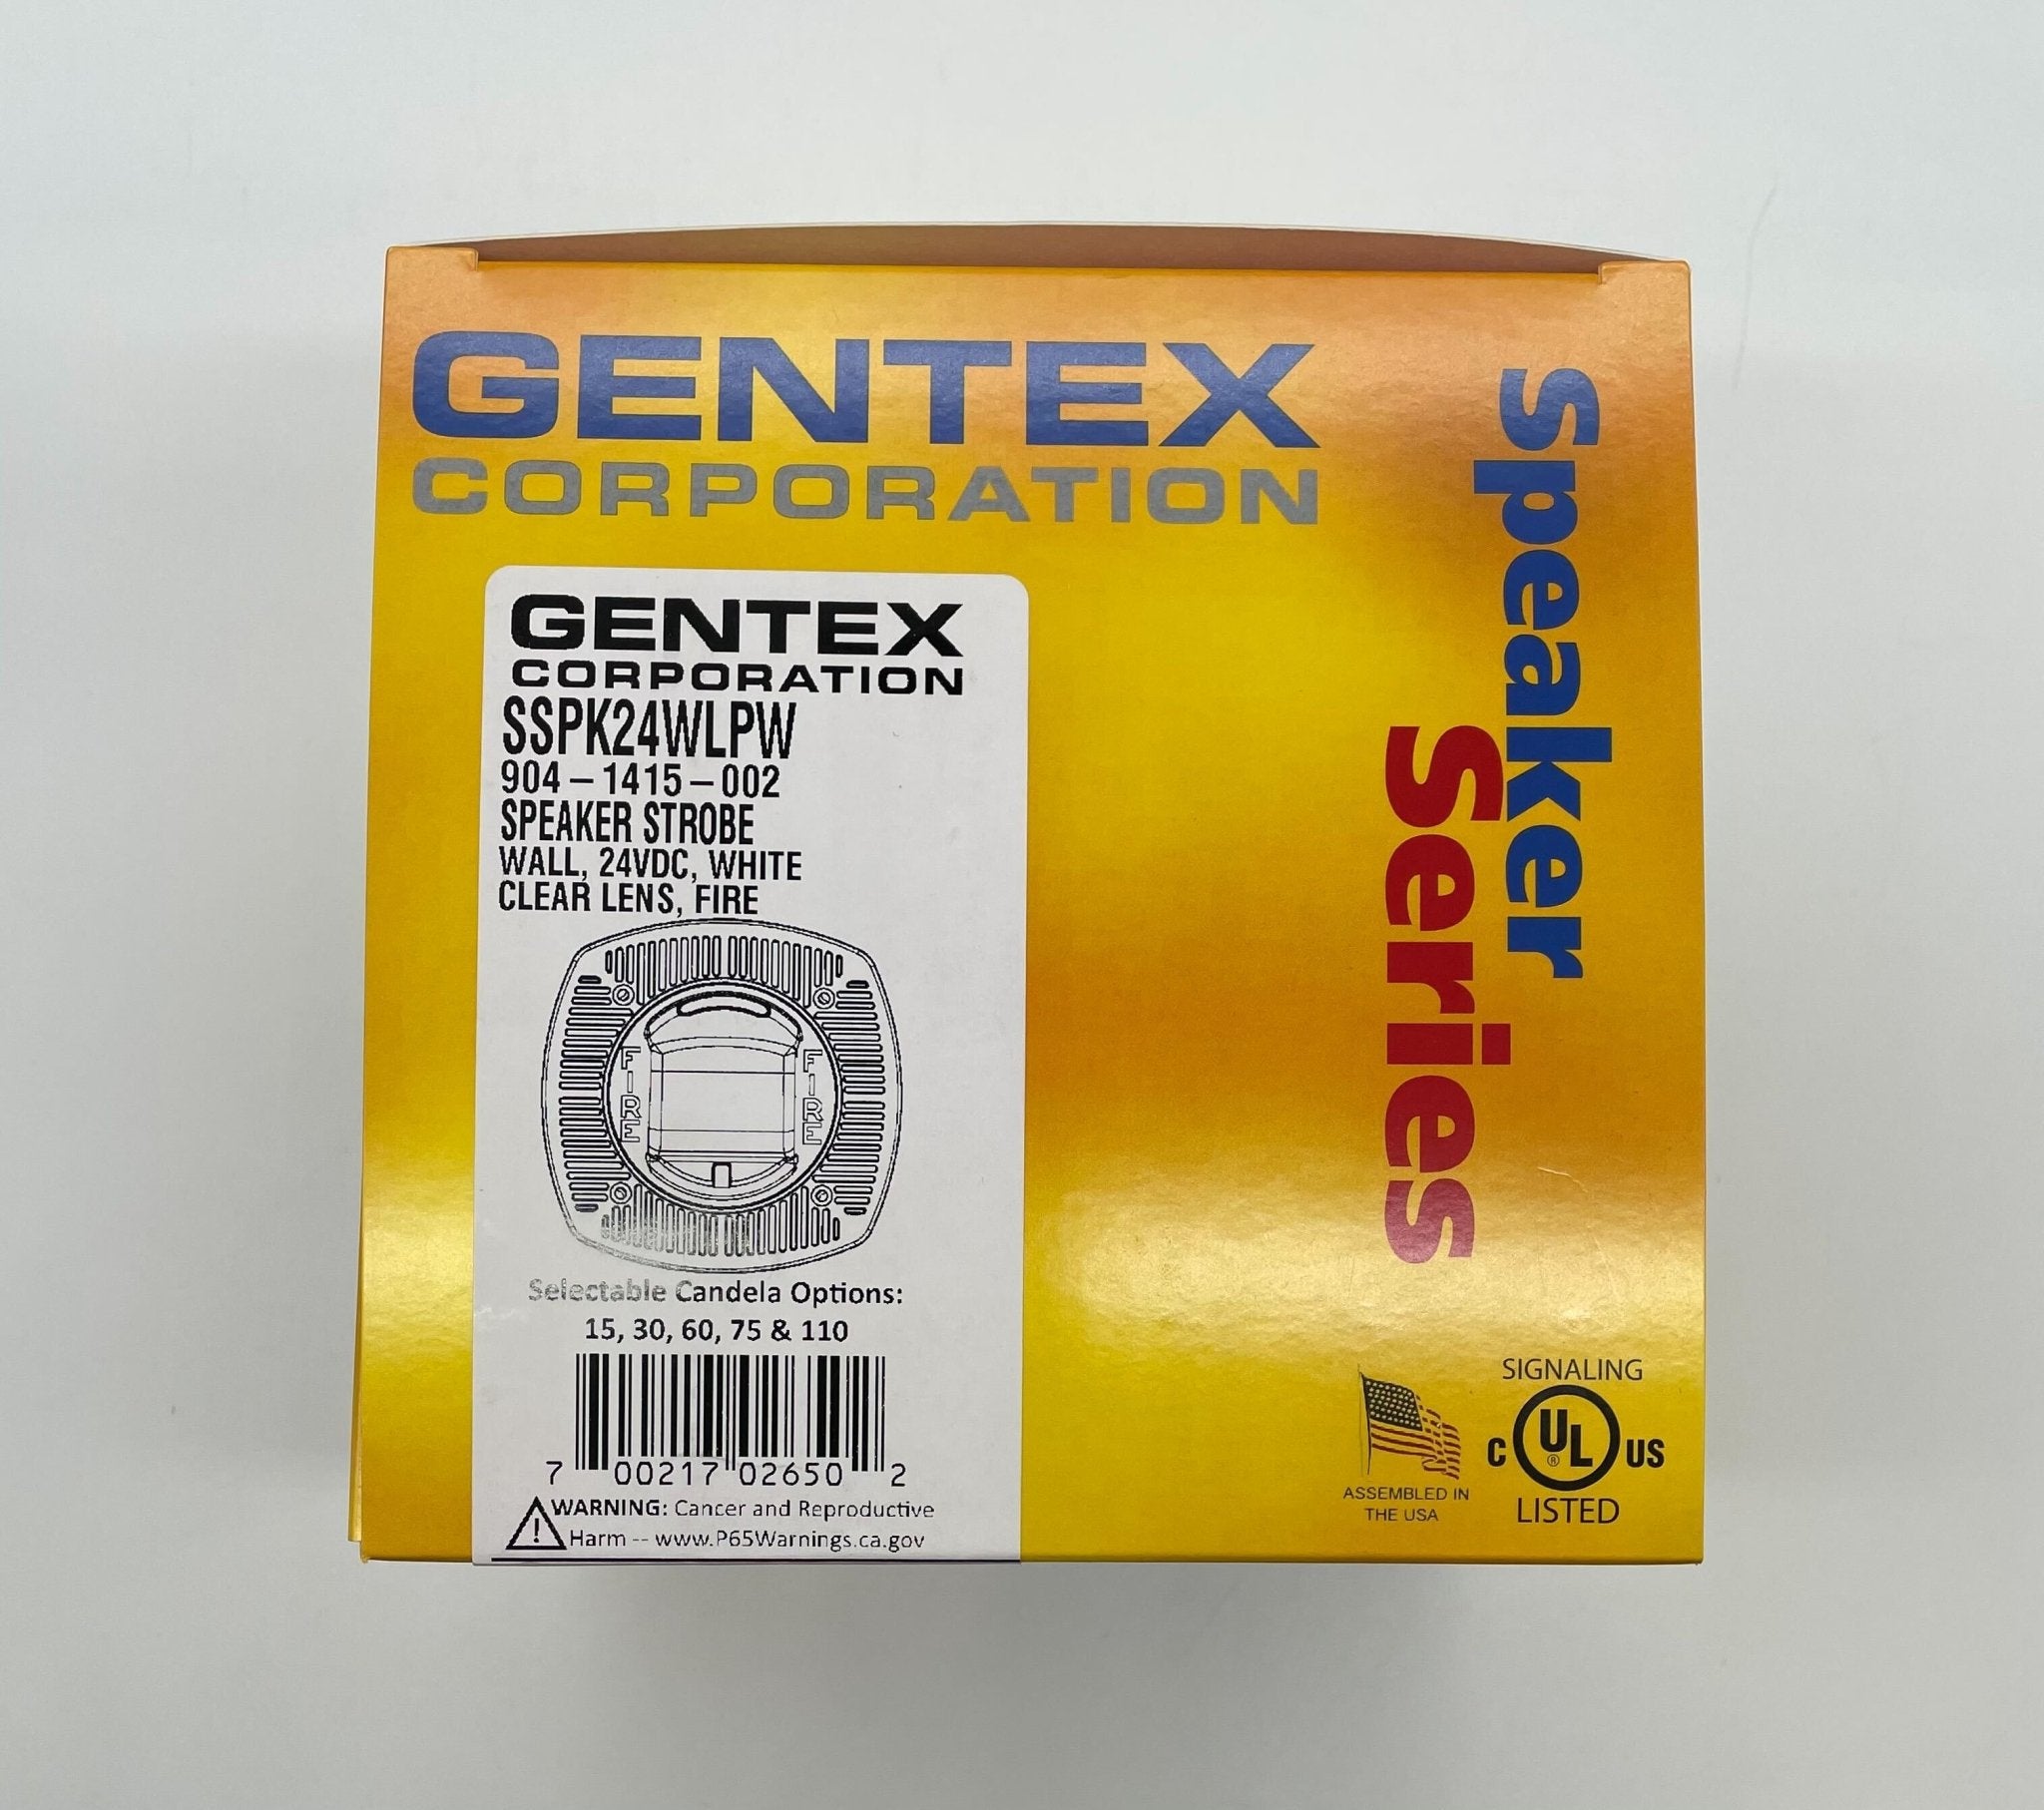 GENTEX
CORPORATION
Speaker
Series
GENTEX
CORPORATION
SSPK24WLPW
904-1415-002
SPEAKER STROBE
WALL, 24VDC, WHITE
CLEAR LENS, FIRE
FIRE
FIRE
Selectable Candela Options:
15, 30, 60, 75 & 110
7 00217 02650 2
WARNING: Cancer and Reproductive
Harm -- www.P65Warnings.ca.gov
ASSEMBLED IN
THE USA
SIGNALING
C UL® US
LISTED